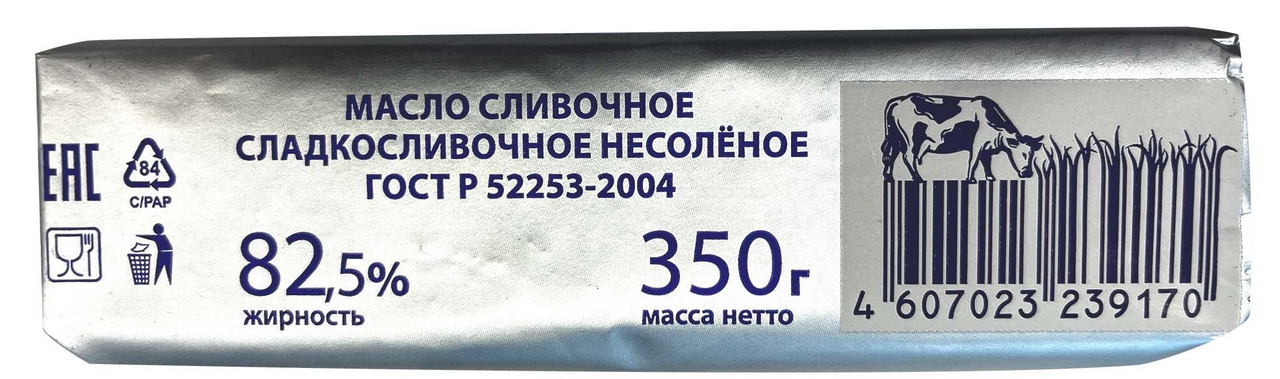 МАСЛО СЛИВОЧНОЕ
СЛАДКОСЛИВОЧНОЕ НЕСОЛЁНОЕ
ГОСТ Р 52253-2004
EAC
84
C/PAP
82,5%
жирность
350г
масса нетто
4 607023 239170